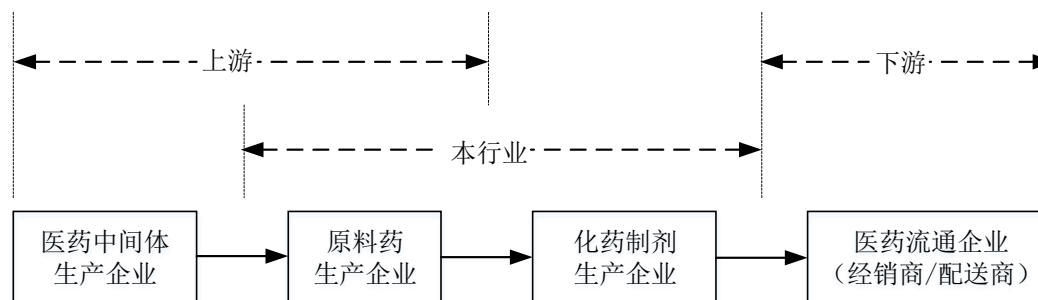 上游
下游
本行业
医药中间体
生产企业
原料药
生产企业
化药制剂
生产企业
医药流通企业
（经销商/配送商）